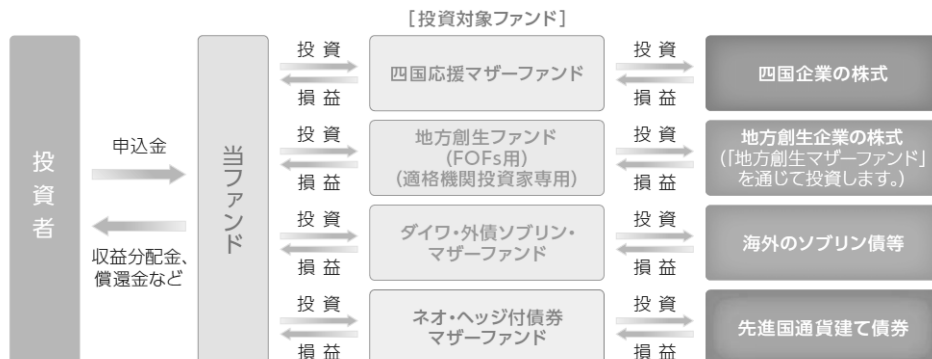 [投資対象ファンド]
投資者
申込金
収益分配金、
償還金など
当ファンド
投資
損益
四国応援マザーファンド
投資
損益
四国企業の株式
投資
損益
地方創生ファンド
(FOFs用)
(適格機関投資家専用)
投資
損益
地方創生企業の株式
(「地方創生マザーファンド」
を通じて投資します。)
投資
損益
ダイワ・外債ソブリン・
マザーファンド
投資
損益
海外のソブリン債等
投資
損益
ネオ・ヘッジ付債券
マザーファンド
投資
損益
先進国通貨建て債券